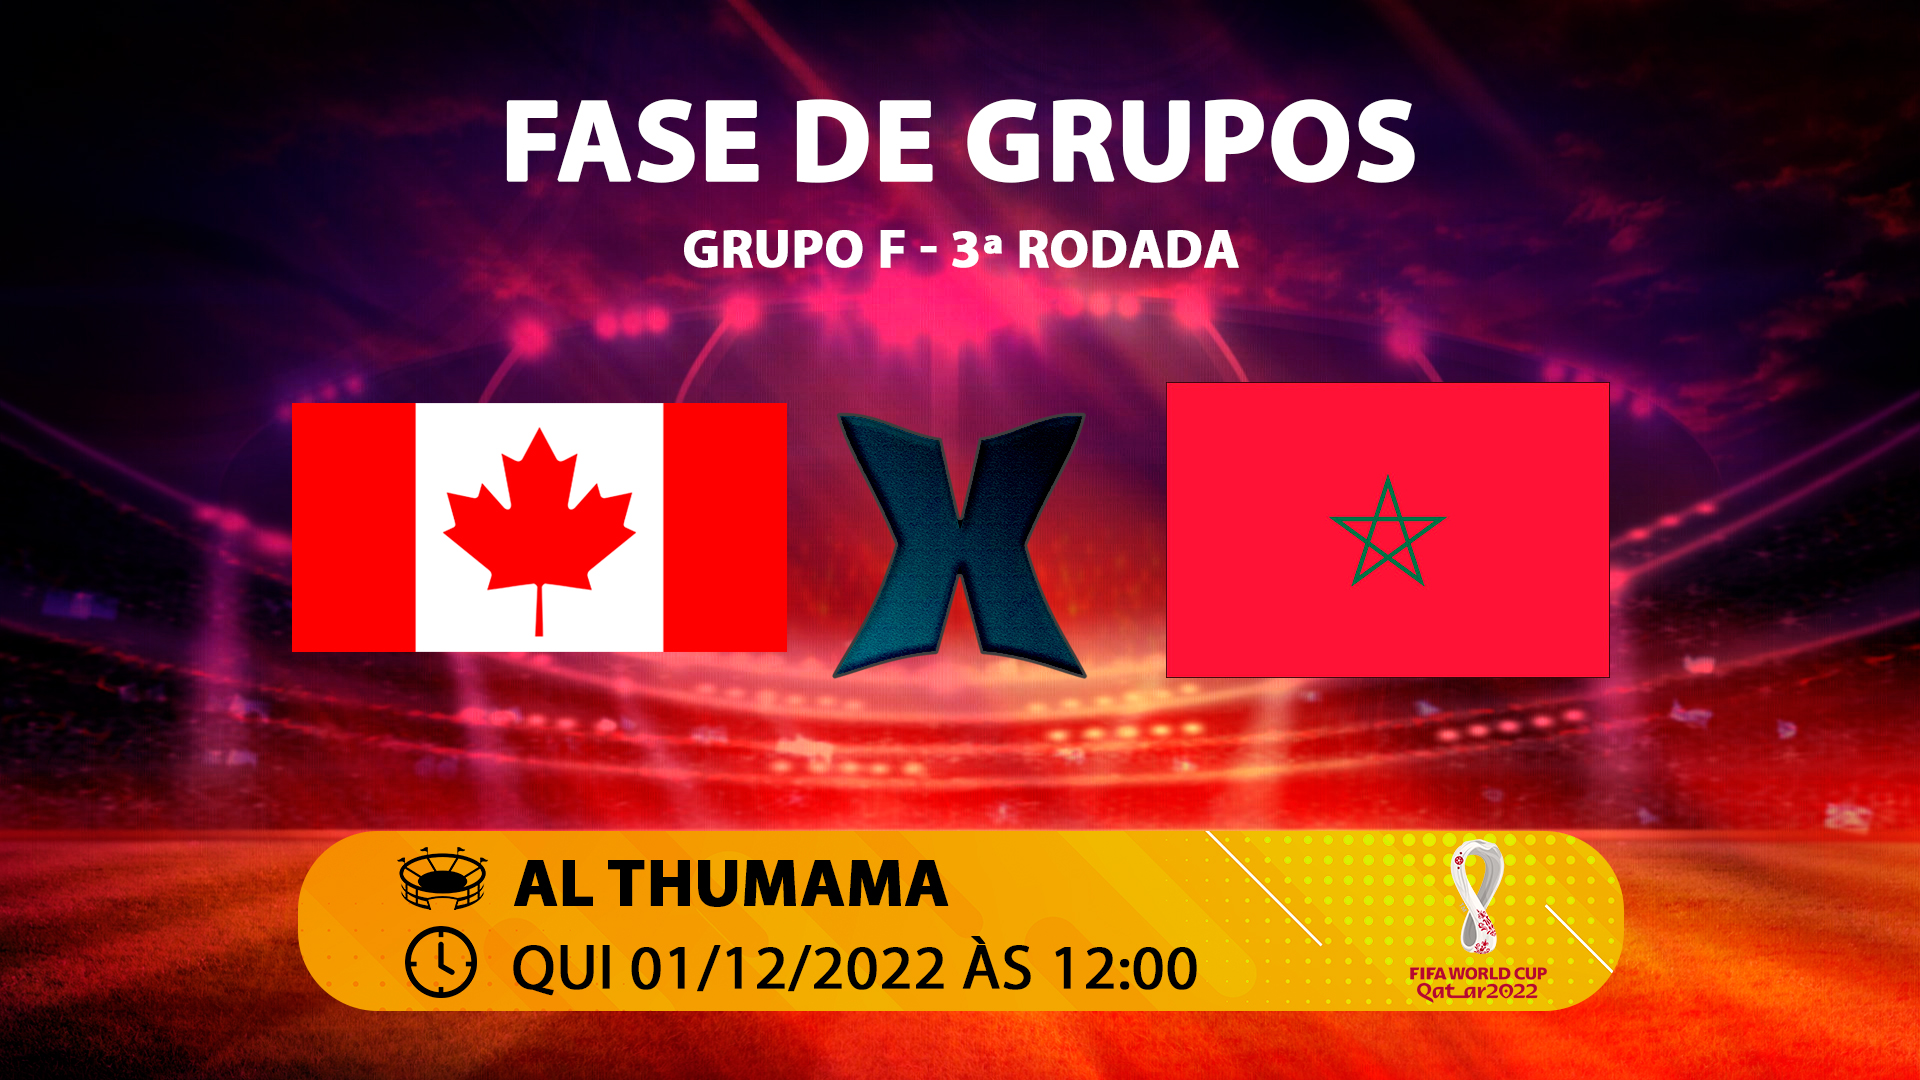 FASE DE GRUPOS
GRUPO F - 3ª RODADA
X
AL THUMAMA
QUI 01/12/2022 ÀS 12:00
FIFA WORLD CUP
Qatar2022